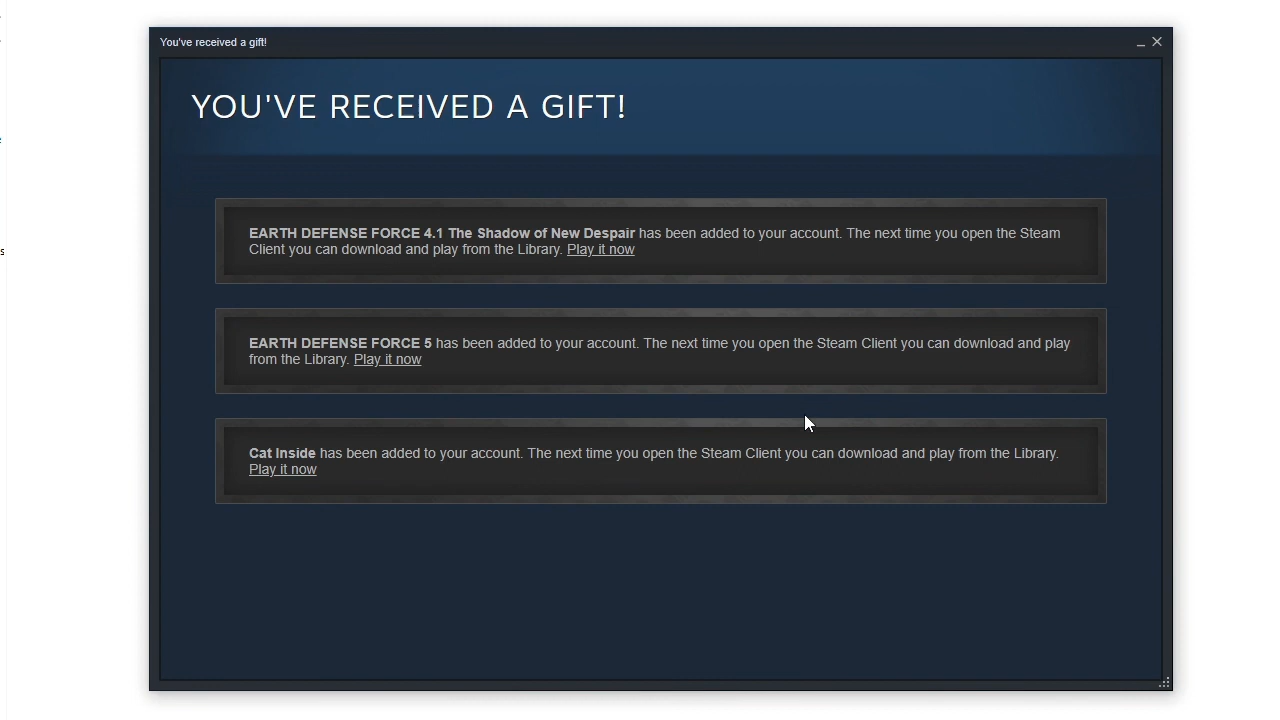 You've received a gift!
YOU'VE RECEIVED A GIFT!
EARTH DEFENSE FORCE 4.1 The Shadow of New Despair has been added to your account. The next time you open the Steam
Client you can download and play from the Library. Play it now
EARTH DEFENSE FORCE 5 has been added to your account. The next time you open the Steam Client you can download and play
from the Library. Play it now
Cat Inside has been added to your account. The next time you open the Steam Client you can download and play from the Library.
Play it now